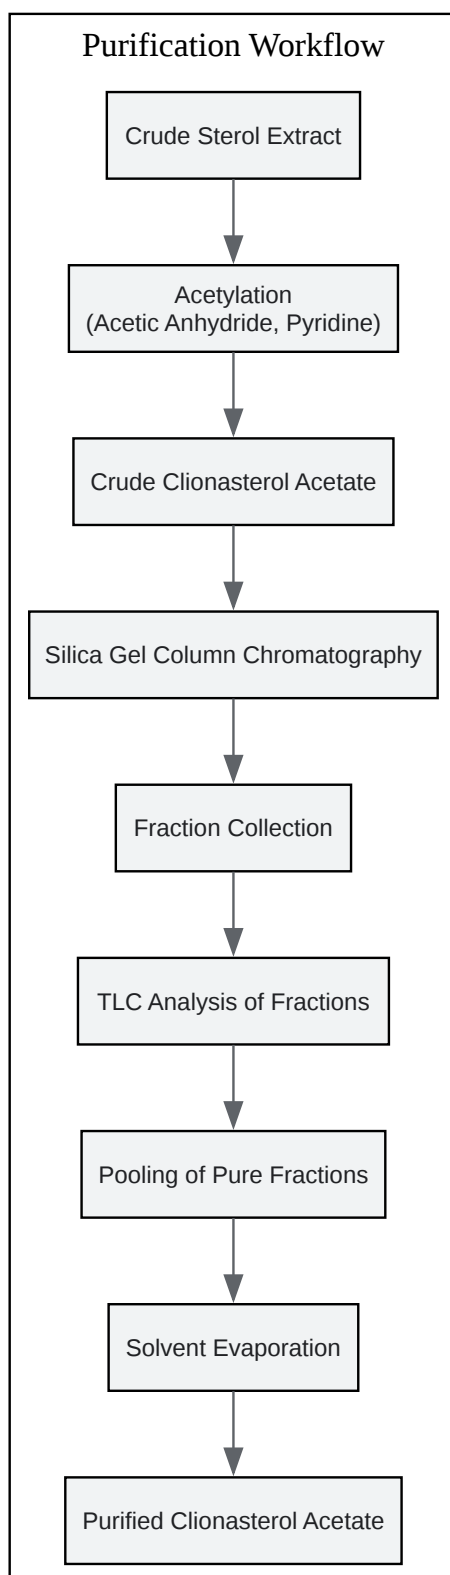 Purification Workflow
Crude Sterol Extract
Acetylation
(Acetic Anhydride, Pyridine)
Crude Clionasterol Acetate
Silica Gel Column Chromatography
Fraction Collection
TLC Analysis of Fractions
Pooling of Pure Fractions
Solvent Evaporation
Purified Clionasterol Acetate